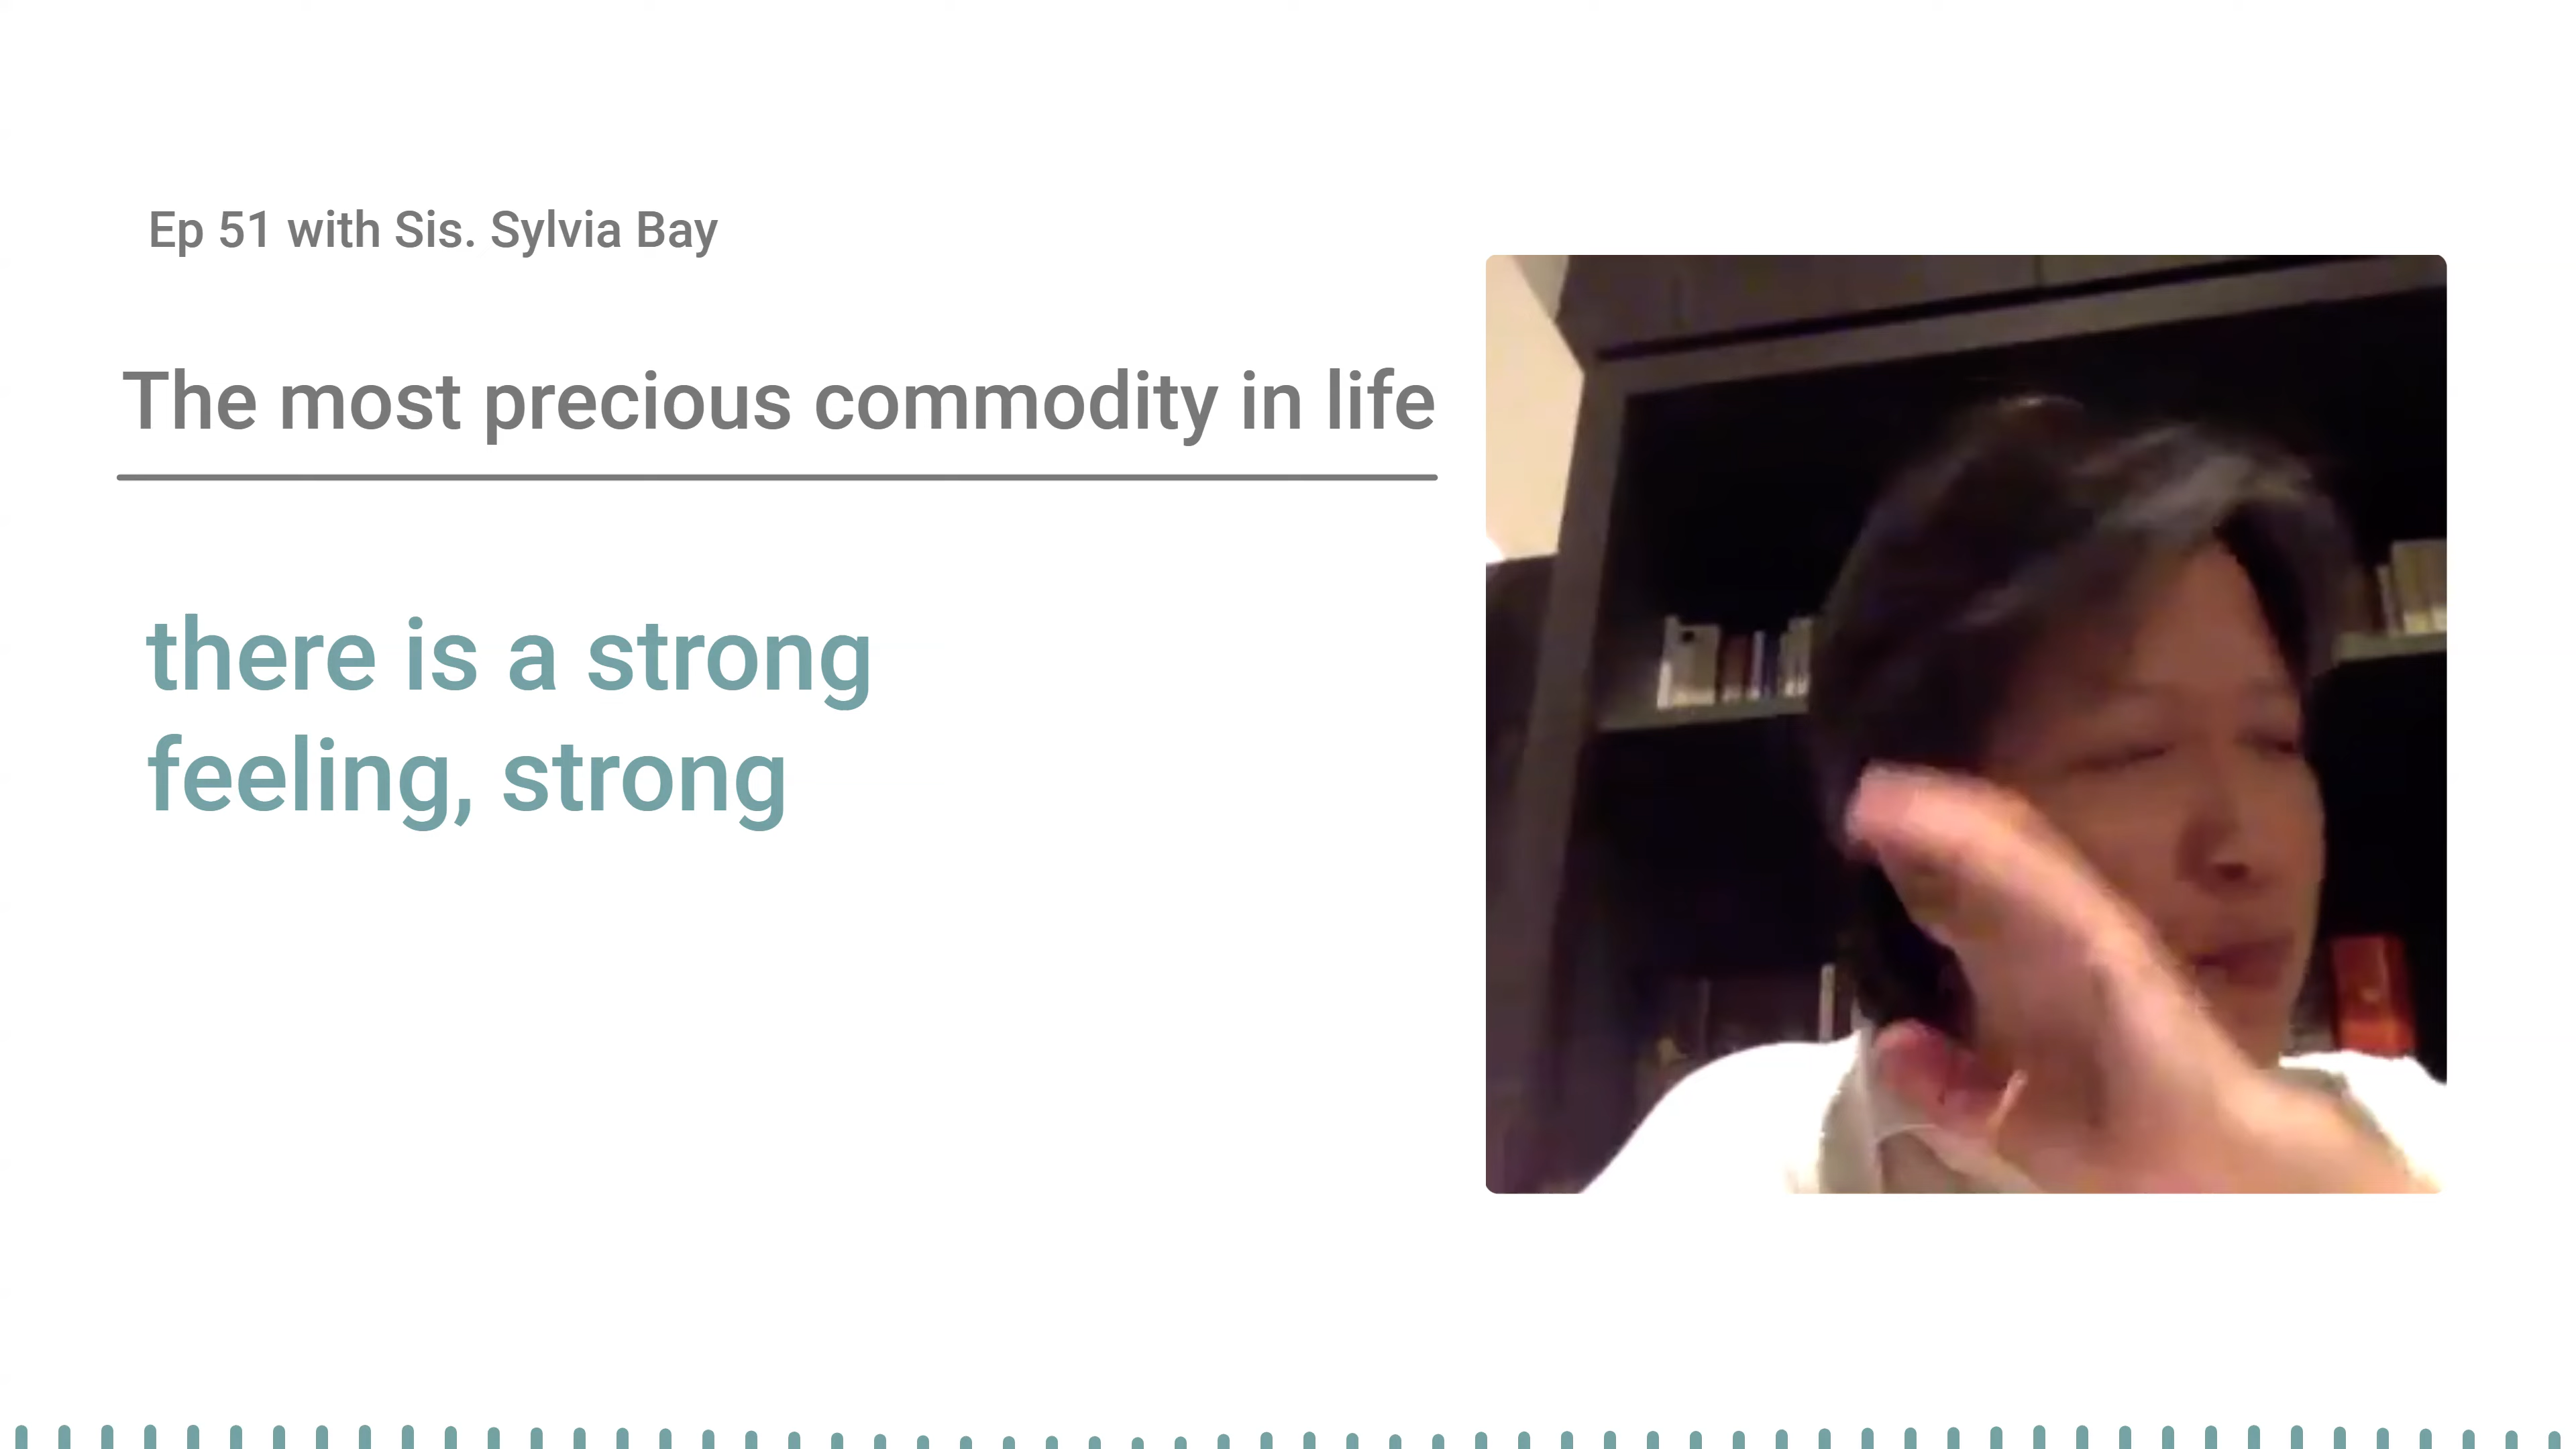 Ep 51 with Sis. Sylvia Bay
The most precious commodity in life
there is a strong
feeling, strong